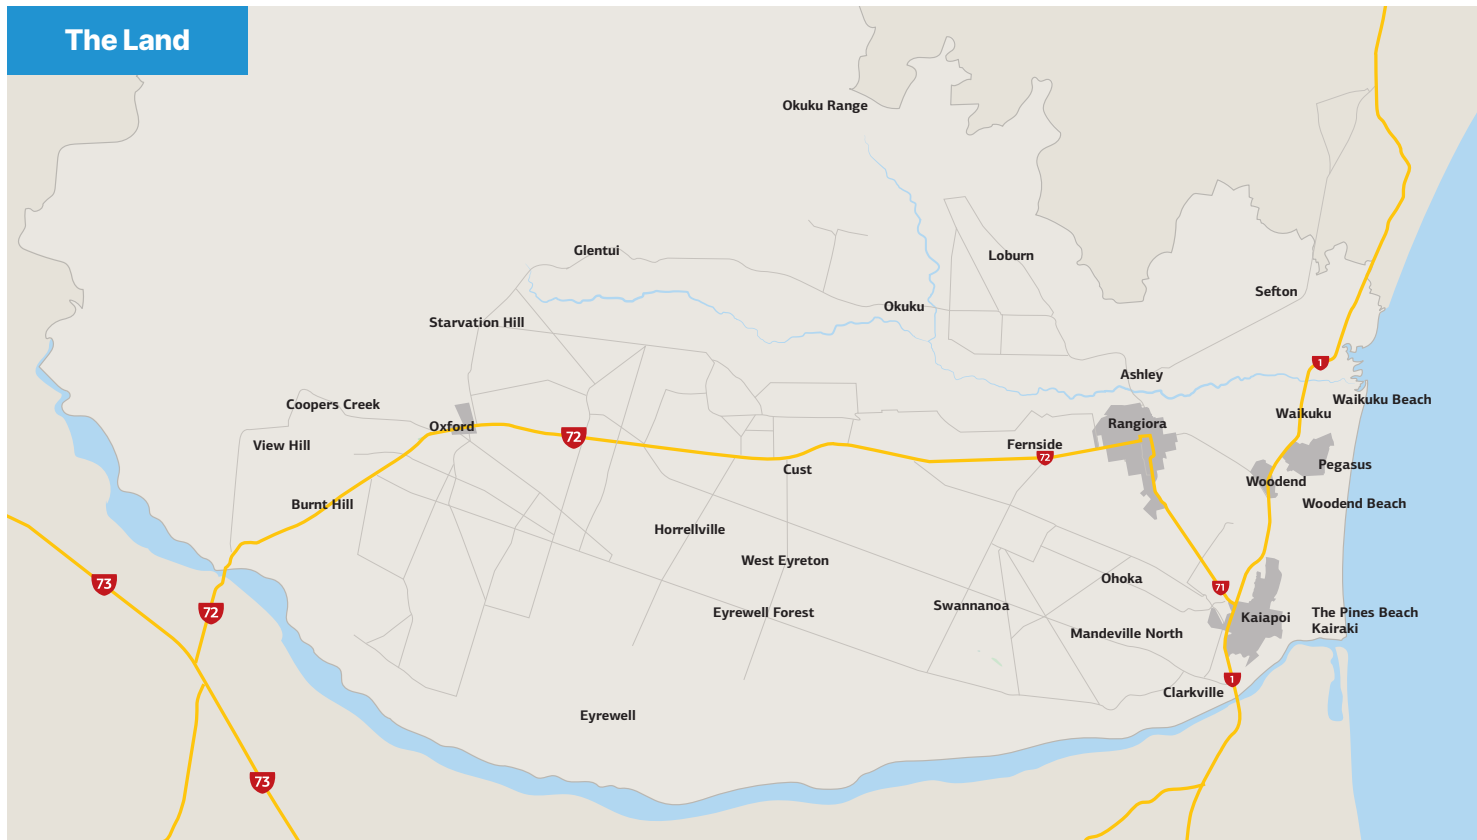 The Land
Okuku Range
Glentui
Loburn
Sefton
Okuku
Starvation Hill
1
Ashley
Waikuku Beach
Coopers Creek
Waikuku
Rangiora
Oxford
72
View Hill
Fernside
72
Cust
Pegasus
Woodend
Woodend Beach
Burnt Hill
Horrellville
West Eyreton
Ohoka
73
71
72
Eyrewell Forest
Swannanoa
Kaiapoi
The Pines Beach
Kairaki
Mandeville North
1
Clarkville
Eyrewell
73